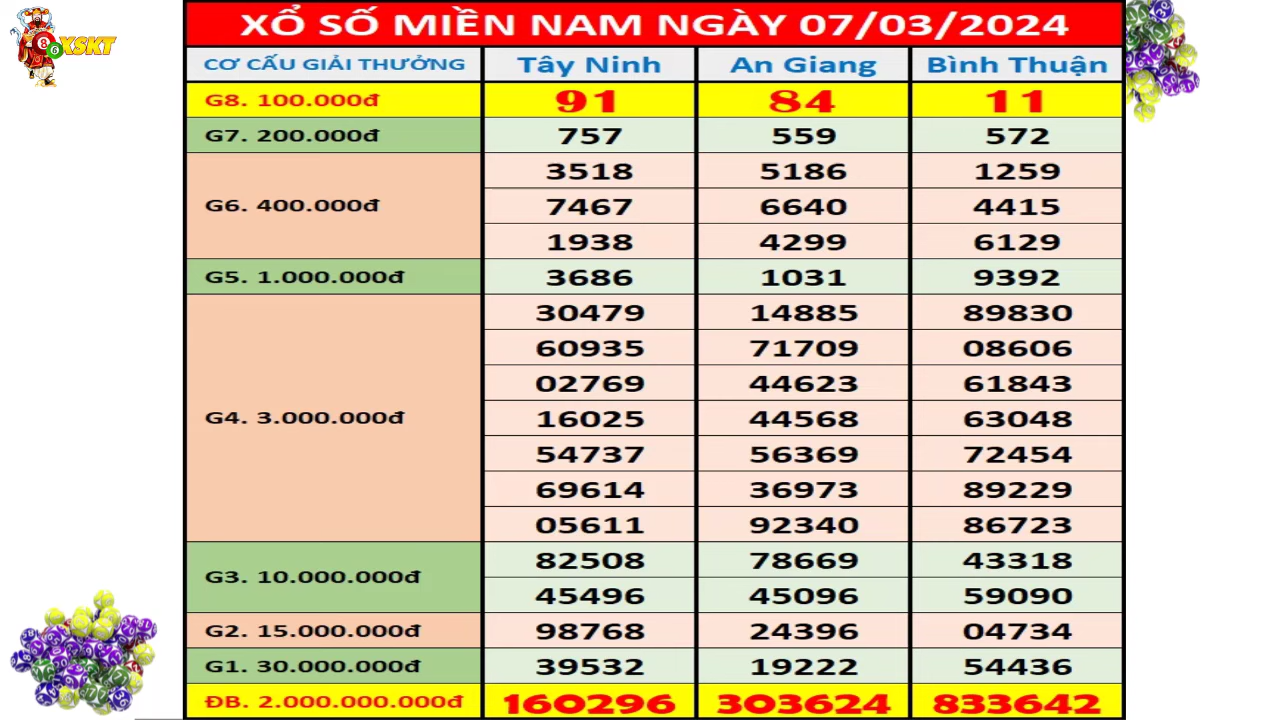 XSKT
XỔ SỐ MIỀN NAM NGÀY 07/03/2024
CƠ CẤU GIẢI THƯỞNG Tây Ninh An Giang Bình Thuận
G8. 100.000đ 91 84 11
G7. 200.000đ 757 559 572
G6. 400.000đ 3518 5186 1259
7467 6640 4415
1938 4299 6129
G5. 1.000.000đ 3686 1031 9392
G4. 3.000.000đ 30479 14885 89830
60935 71709 08606
02769 44623 61843
16025 44568 63048
54737 56369 72454
69614 36973 89229
05611 92340 86723
G3. 10.000.000đ 82508 78669 43318
45496 45096 59090
G2. 15.000.000đ 98768 24396 04734
G1. 30.000.000đ 39532 19222 54436
ĐB. 2.000.000.000đ 160296 303624 833642